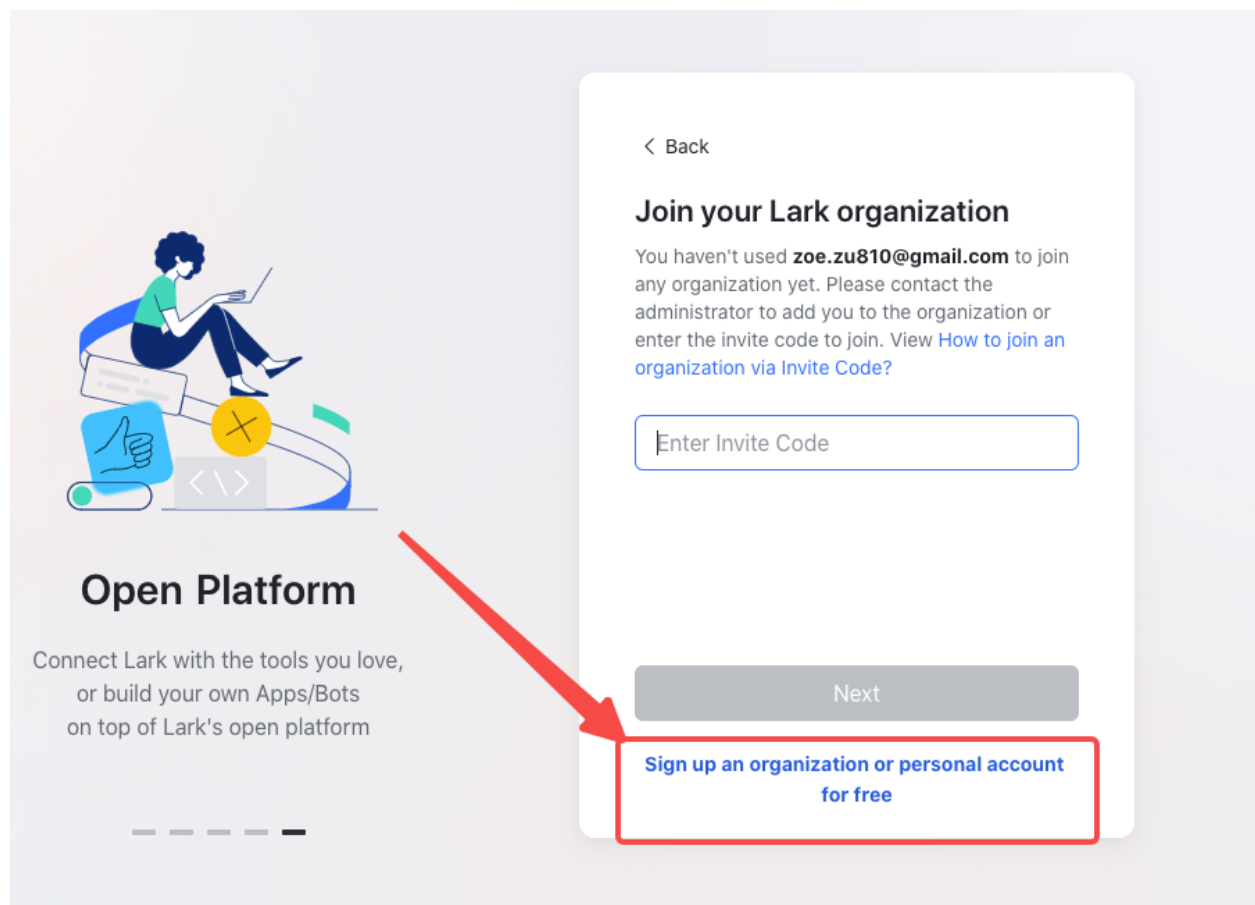 Back
Join your Lark organization
You haven't used zoe.zu810@gmail.com to join
any organization yet. Please contact the
administrator to add you to the organization or
enter the invite code to join. View How to join an
organization via Invite Code?
Enter Invite Code
Open Platform
Connect Lark with the tools you love,
or build your own Apps/Bots
on top of Lark's open platform
Next
Sign up an organization or personal account
for free